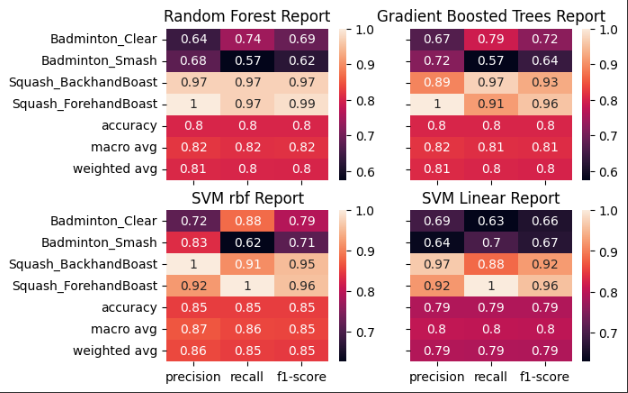 Random Forest Report
Gradient Boosted Trees Report
Badminton_Clear 0.64 0.74 0.69 0.67 0.79 0.72
Badminton_Smash 0.68 0.57 0.62 0.72 0.57 0.64
Squash_BackhandBoast 0.97 0.97 0.97 0.89 0.97 0.93
Squash_ForehandBoast 1 0.97 0.99 1 0.91 0.96
accuracy 0.8 0.8 0.8 0.8 0.8 0.8
macro avg 0.82 0.82 0.82 0.82 0.81 0.81
weighted avg 0.81 0.8 0.8 0.81 0.8 0.8
1.0
0.9
0.8
0.7
0.6
1.0
0.9
0.8
0.7
0.6
SVM rbf Report
SVM Linear Report
Badminton_Clear 0.72 0.88 0.79 0.69 0.63 0.66
Badminton_Smash 0.83 0.62 0.71 0.64 0.7 0.67
Squash_BackhandBoast 1 0.91 0.95 0.97 0.88 0.92
Squash_ForehandBoast 0.92 1 0.96 0.92 1 0.96
accuracy 0.85 0.85 0.85 0.79 0.79 0.79
macro avg 0.87 0.86 0.85 0.8 0.8 0.8
weighted avg 0.86 0.85 0.85 0.79 0.79 0.79
1.0
0.9
0.8
0.7
1.0
0.9
0.8
0.7
precision recall f1-score
precision recall f1-score